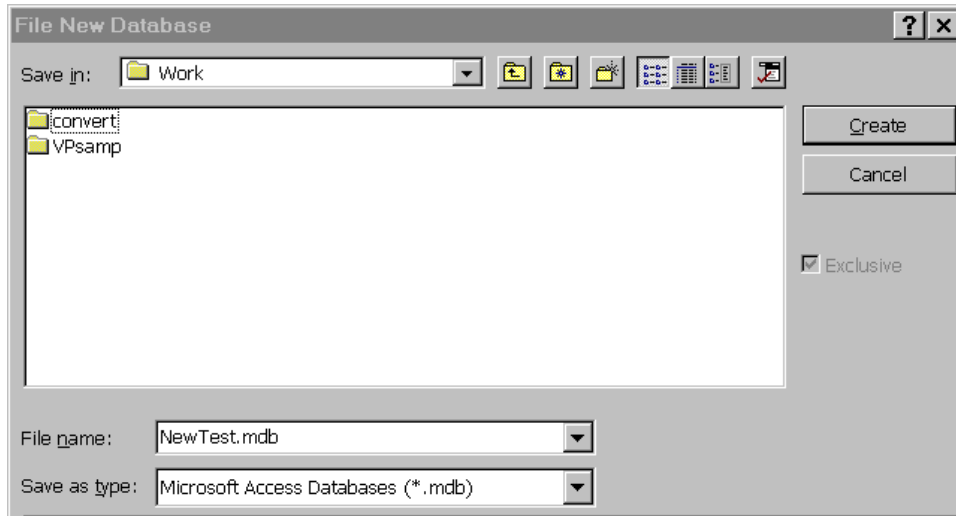 File New Database
Save in: Work
convert
VPsamp
Create
Cancel
Exclusive
File name: NewTest.mdb
Save as type: Microsoft Access Databases (*.mdb)